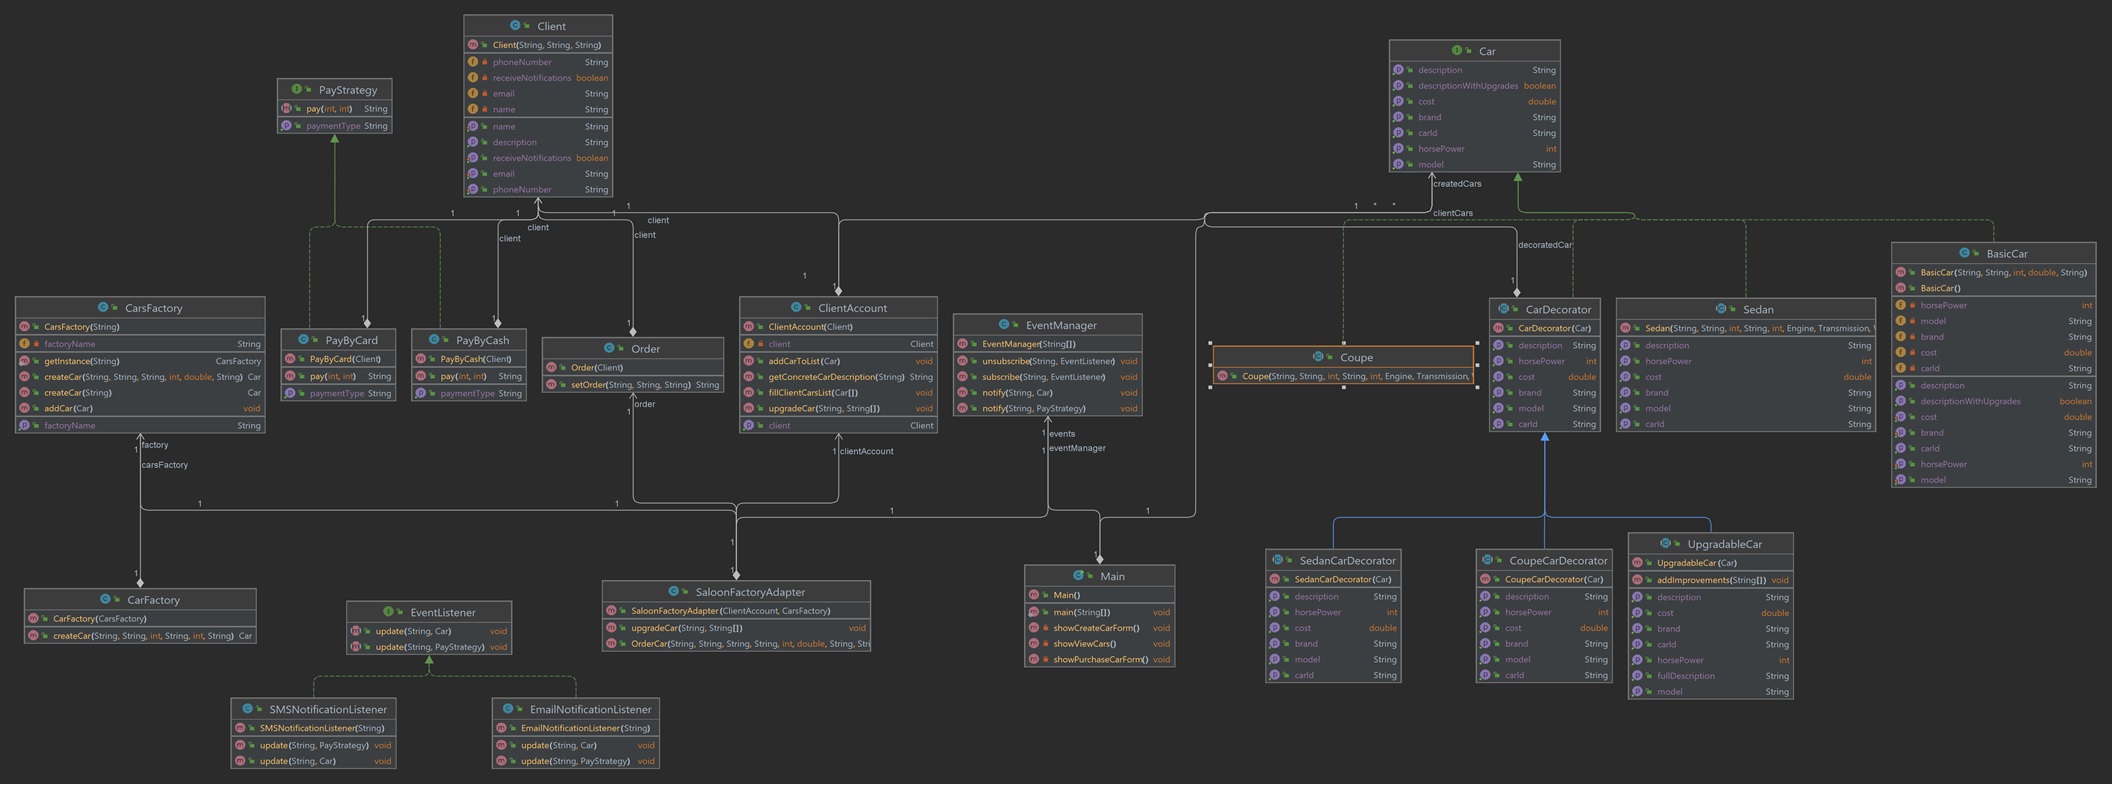 Client
Client(String, String, String)
phoneNumber String
receiveNotifications boolean
email String
name String
name String
description String
receiveNotifications boolean
email String
phoneNumber String
PayStrategy
pay(int, int) String
paymentType String
Car
description String
descriptionWithUpgrades boolean
cost double
brand String
carId String
horsePower int
model String
createdCars
1 * *
clientCars
1
1
1
1
client
client
client
client
decoratedCar
1
1
1
1
1
1
CarsFactory
CarsFactory(String)
factoryName String
getInstance(String) CarsFactory
createCar(String, String, String, int, double, String) Car
createCar(String) Car
addCar(Car) void
factoryName String
PayByCard
PayByCard(Client)
pay(int, int) String
paymentType String
PayByCash
PayByCash(Client)
pay(int, int) String
paymentType String
Order
Order(Client)
setOrder(String, String, String) String
ClientAccount
ClientAccount(Client)
client Client
addCarToList(Car) void
getConcreteCarDescription(String) String
fillClientCarsList(Car[]) void
upgradeCar(String, String[]) void
client Client
EventManager
EventManager(String[])
unsubscribe(String, EventListener) void
subscribe(String, EventListener) void
notify(String, Car) void
notify(String, PayStrategy) void
Coupe
Coupe(String, String, int, String, int, Engine, Transmission,
CarDecorator
CarDecorator(Car)
description String
horsePower int
cost double
brand String
model String
carId String
Sedan
Sedan(String, String, int, String, int, Engine, Transmission,
description String
horsePower int
cost double
brand String
model String
carId String
BasicCar
BasicCar(String, String, int, double, String)
BasicCar()
horsePower int
model String
brand String
cost double
carId String
description String
descriptionWithUpgrades boolean
cost double
brand String
carId String
horsePower int
model String
factory
1
carsFactory
order
1
1 clientAccount
1 events
1 eventManager
1
1
1
1
1
1
1
1
CarFactory
CarFactory(CarsFactory)
createCar(String, String, int, String, int, String) Car
EventListener
update(String, Car) void
update(String, PayStrategy) void
SaloonFactoryAdapter
SaloonFactoryAdapter(ClientAccount, CarsFactory)
upgradeCar(String, String[]) void
OrderCar(String, String, String, String, int, double, String, Stri
Main
Main()
main(String[]) void
showCreateCarForm() void
showViewCars() void
showPurchaseCarForm() void
SedanCarDecorator
SedanCarDecorator(Car)
description String
horsePower int
cost double
brand String
model String
carId String
CoupeCarDecorator
CoupeCarDecorator(Car)
description String
horsePower int
cost double
brand String
model String
carId String
UpgradableCar
UpgradableCar(Car)
addImprovements(String[]) void
description String
cost double
brand String
carId String
horsePower int
fullDescription String
model String
SMSNotificationListener
SMSNotificationListener(String)
update(String, PayStrategy) void
update(String, Car) void
EmailNotificationListener
EmailNotificationListener(String)
update(String, Car) void
update(String, PayStrategy) void